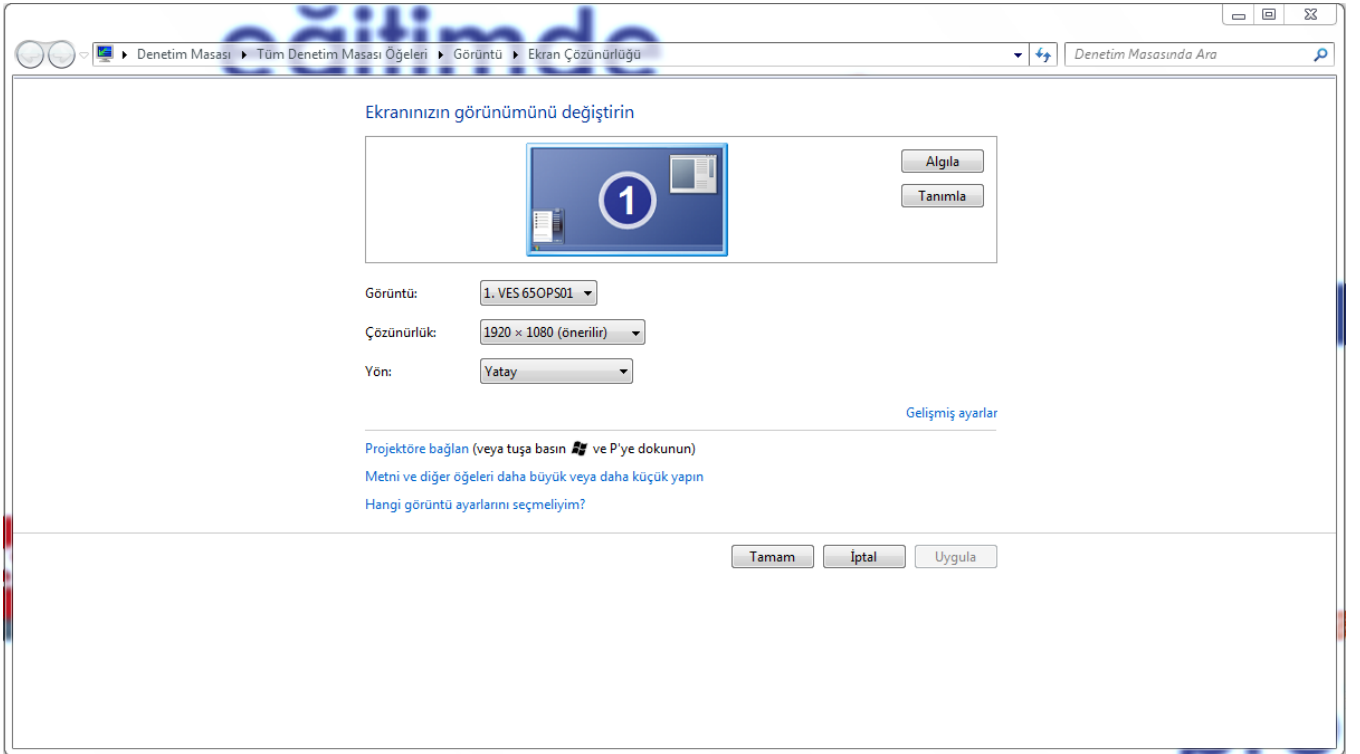 eğitimde
Denetim Masası Tüm Denetim Masası Öğeleri Görüntü Ekran Çözünürlüğü
Denetim Masasında Ara
Ekranınızın görünümünü değiştirin
1
Algıla
Tanımla
Görüntü: 1. VES 65OPS01
Çözünürlük: 1920 × 1080 (önerilir)
Yön: Yatay
Gelişmiş ayarlar
Projektöre bağlan (veya tuşa basın ve P'ye dokunun)
Metni ve diğer öğeleri daha büyük veya daha küçük yapın
Hangi görüntü ayarlarını seçmeliyim?
Tamam İptal Uygula